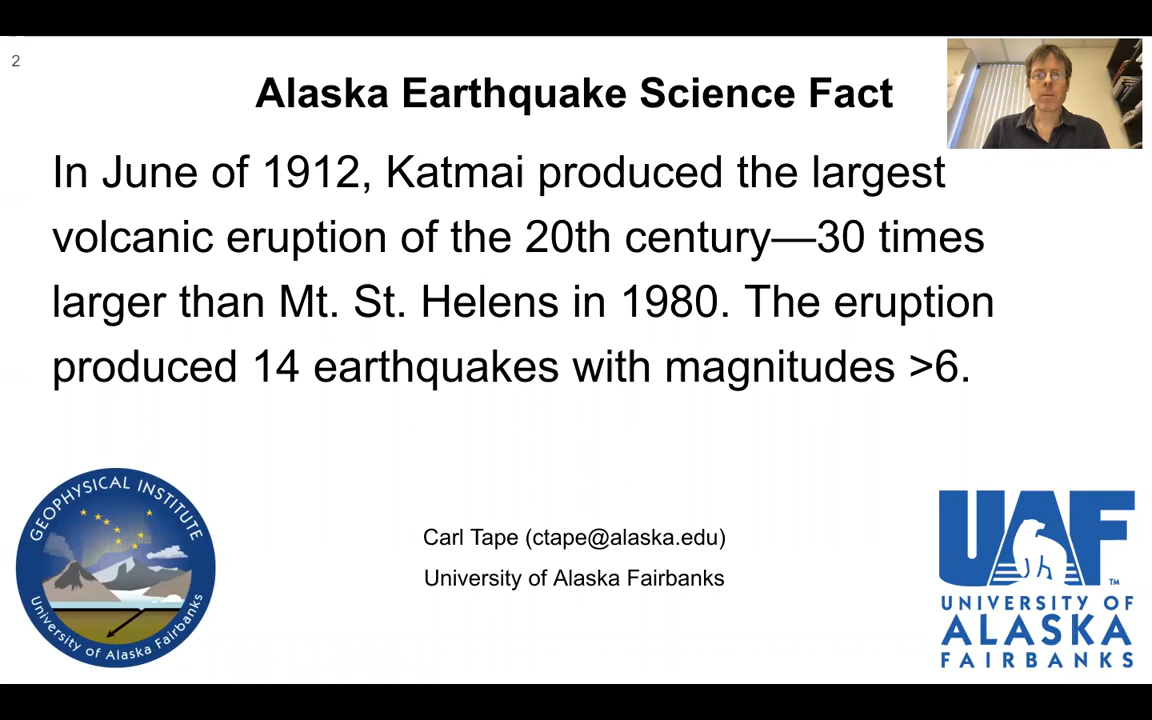 2
Alaska Earthquake Science Fact
In June of 1912, Katmai produced the largest
volcanic eruption of the 20th century—30 times
larger than Mt. St. Helens in 1980. The eruption
produced 14 earthquakes with magnitudes >6.
GEOPHYSICAL INSTITUTE
University of Alaska Fairbanks
Carl Tape (ctape@alaska.edu)
University of Alaska Fairbanks
UAF
TM
UNIVERSITY OF
ALASKA
FAIRBANKS